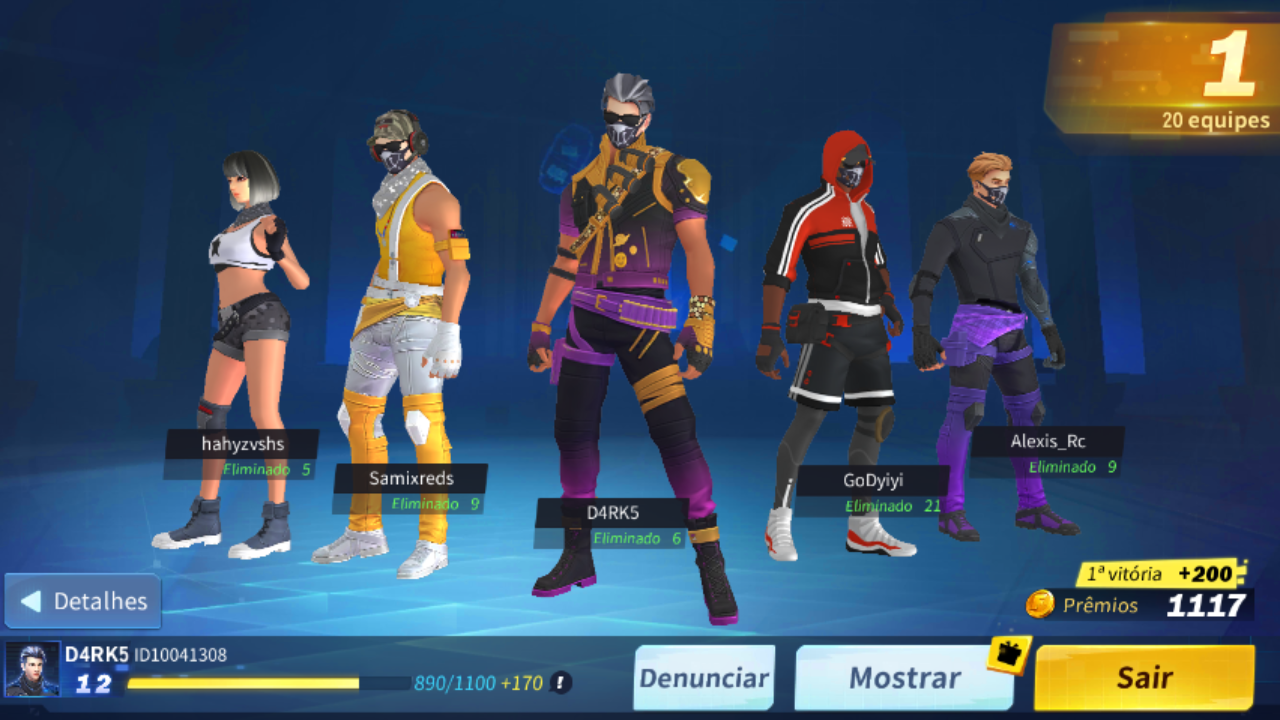 1
20 equipes
hahyzvshs
Eliminado 5
Samixreds
Eliminado 9
D4RK5
Eliminado 6
GoDyiyi
Eliminado 21
Alexis_Rc
Eliminado 9
Detalhes
1ª vitória +200
Prêmios 1117
D4RK5 ID10041308
12 890/1100 +170 !
Denunciar
Mostrar
Sair